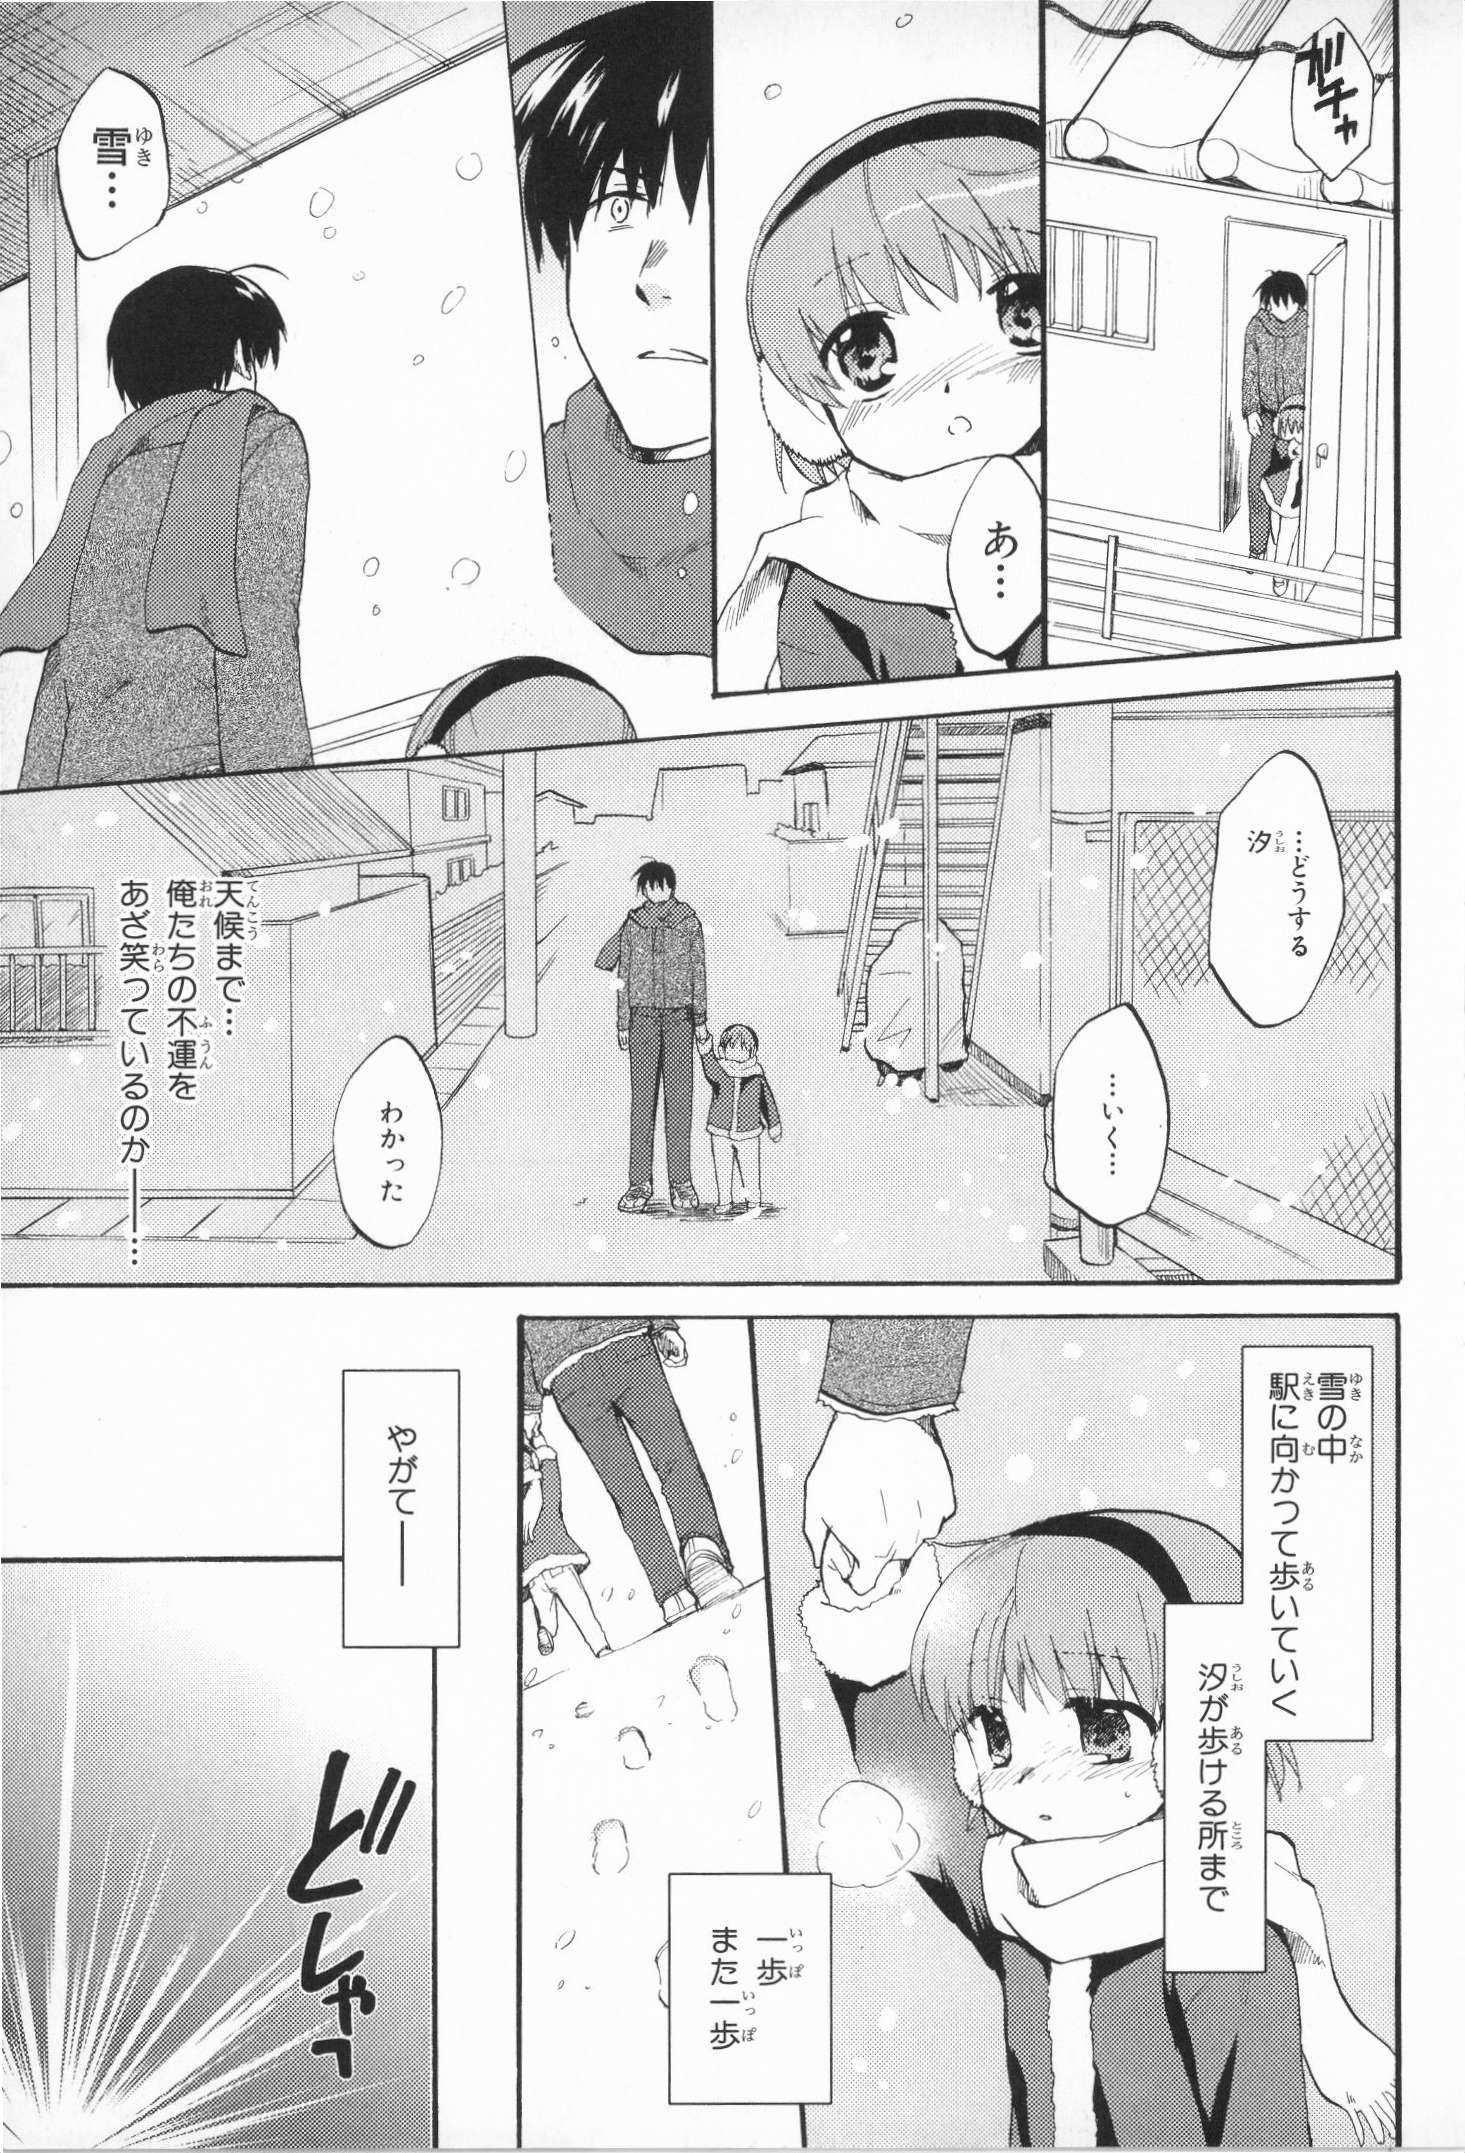 ガチャ
あ…
雪…
…どうする
汐
…いく…
わかった
天候まで…
俺たちの不運を
あざ笑っているのか――…
雪の中
駅に向かって歩いていく
汐が歩ける所まで
一歩
また一歩
やがて――
どしゃっ